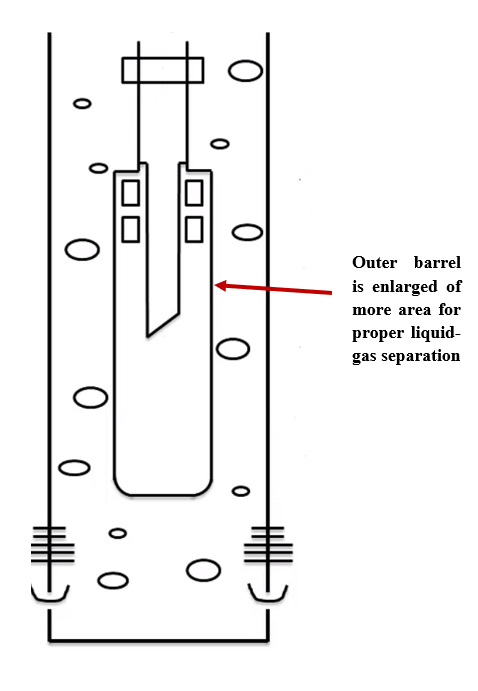 Outer barrel
is enlarged of
more area for
proper liquid-
gas separation